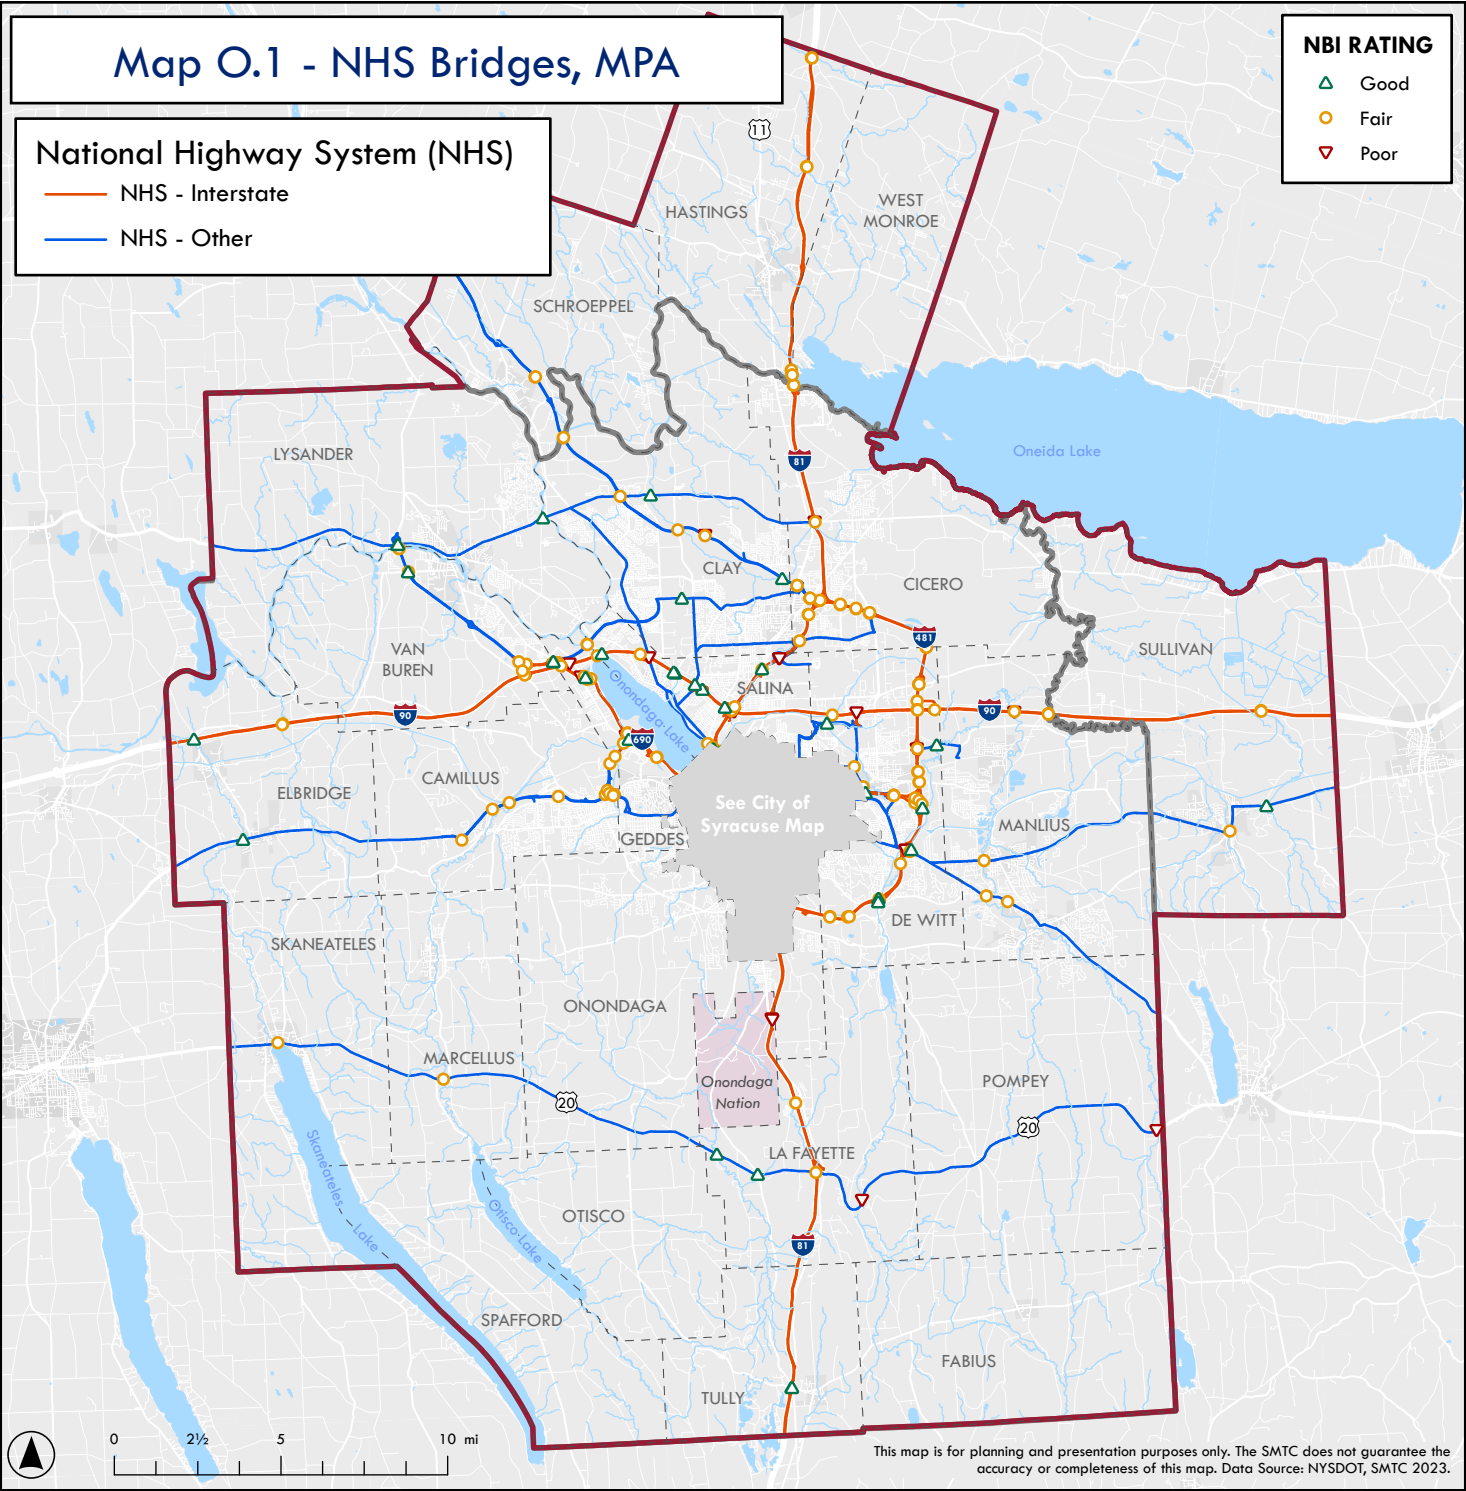 Map O.1 - NHS Bridges, MPA
NBI RATING
Good
Fair
Poor
National Highway System (NHS)
NHS - Interstate
NHS - Other
11
HASTINGS
WEST
MONROE
SCHROEPPEL
LYSANDER
81
Oneida Lake
CLAY
CICERO
481
VAN
BUREN
SULLIVAN
SALINA
Onondaga Lake
90
90
690
CAMILLUS
ELBRIDGE
See City of
Syracuse Map
MANLIUS
GEDDES
DE WITT
SKANEATELES
ONONDAGA
MARCELLUS
Onondaga
Nation
POMPEY
20
20
LA FAYETTE
Skaneateles Lake
Otisco Lake
OTISCO
81
SPAFFORD
FABIUS
TULLY
0 2½ 5 10 mi
This map is for planning and presentation purposes only. The SMTC does not guarantee the
accuracy or completeness of this map. Data Source: NYSDOT, SMTC 2023.